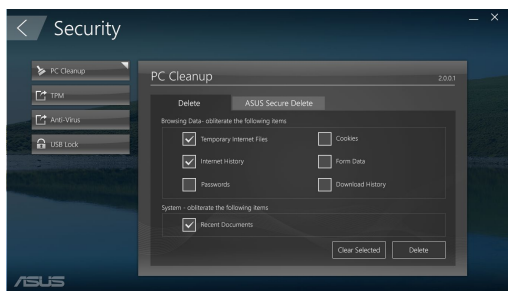 Security
PC Cleanup
TPM
Anti-Virus
USB Lock
PC Cleanup
2.0.0.1
Delete
ASUS Secure Delete
Browsing Data- obliterate the following items
Temporary Internet Files
Cookies
Internet History
Form Data
Passwords
Download History
System - obliterate the following items
Recent Documents
Clear Selected
Delete
ASUS